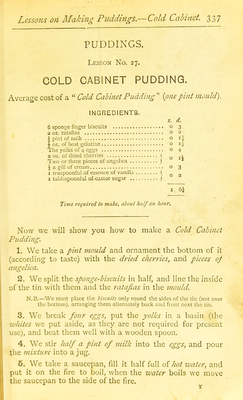 Lessons on Making Puddings.—Cold Cabinet. 337
PUDDINGS.
LESSON No. 27.
COLD CABINET PUDDING.
Average cost of a "Cold Cabinet Pudding" (one pint mould).
INGREDIENTS.
s. d.
6 sponge finger biscuits ............... 0 3
2 oz. ratafias ............... 0 2
½ pint of milk ............... 0 1¼
½ oz. of best gelatine ............... 0 1½
The yolks of 4 eggs ............... 0 4
2 oz. of dried cherries ...............
Two or three pieces of angelica ...............
½ a gill of cream ............... 0
1 teaspoonful of essence of vanilla ...............
1 tablespoonful of castor sugar ...............
1 6¼
Time required to make, about half an hour.
Now we will show you how to make a Cold Cabinet
Pudding.
1. We take a pint mould and ornament the bottom of it
(according to taste) with the dried cherries, and pieces of
angelica.
2. We split the sponge-biscuits in half, and line the inside
of the tin with them and the ratafias in the mould.
N.B.—We must place the biscuits only round the sides of the tin (not over
the bottom), arranging them alternately back and front next the tin.
3. We break four eggs, put the yolks in a basin (the
whites we put aside, as they are not required for present
use), and beat them well with a wooden spoon.
4. We stir half a pint of milk into the eggs, and pour
the mixture into a jug.
5. We take a saucepan, fill it half full of hot water, and
put it on the fire to boil, when the water boils we move
the saucepan to the side of the fire.